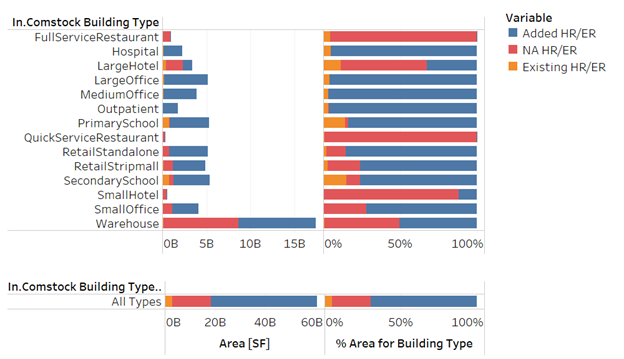 In.Comstock Building Type
Variable
Added HR/ER
NA HR/ER
Existing HR/ER
FullServiceRestaurant
Hospital
LargeHotel
LargeOffice
MediumOffice
Outpatient
PrimarySchool
QuickServiceRestaurant
RetailStandalone
RetailStripmall
SecondarySchool
SmallHotel
SmallOffice
Warehouse
0B 5B 10B 15B 0% 50% 100%
In.Comstock Building Type..
All Types
0B 20B 40B 60B 0% 50% 100%
Area [SF] % Area for Building Type